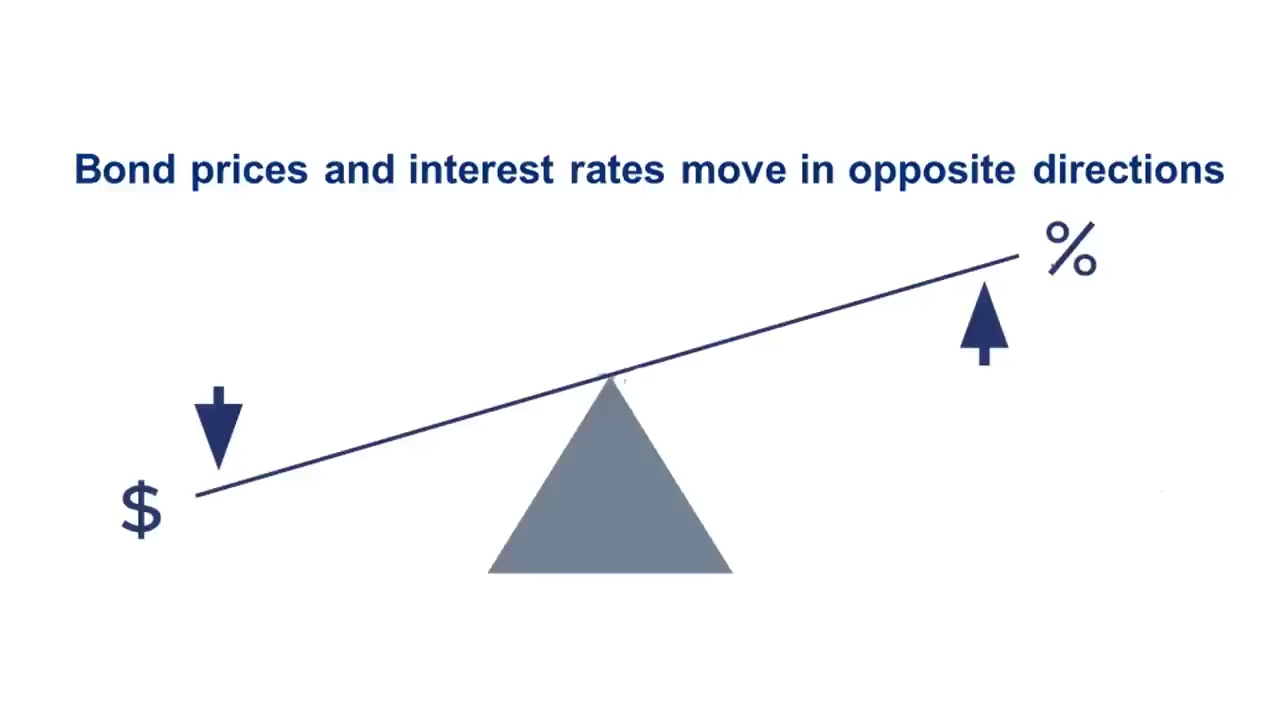 Bond prices and interest rates move in opposite directions
%
$